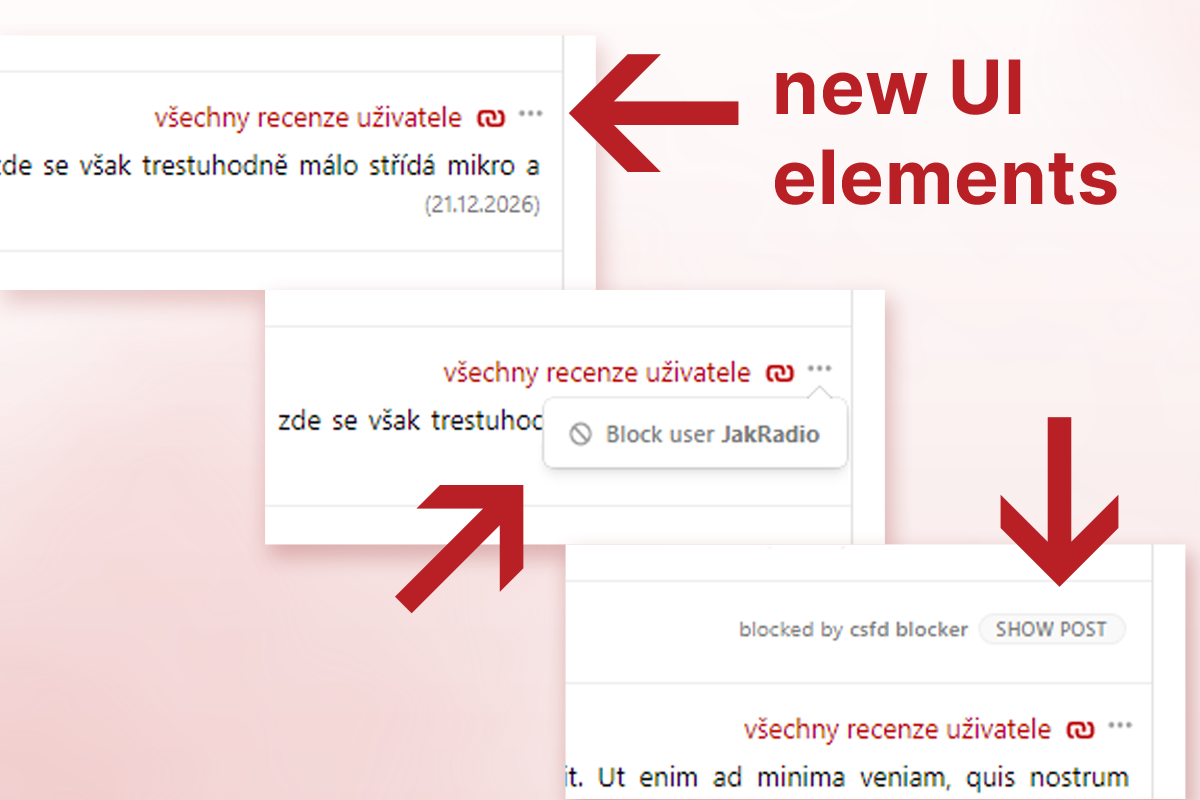 new UI
elements
všechny recenze uživatele
zde se však trestuhodně málo střídá mikro a
(21.12.2026)
všechny recenze uživatele
zde se však trestuhod
Block user JakRadio
blocked by csfd blocker SHOW POST
všechny recenze uživatele
it. Ut enim ad minima veniam, quis nostrum